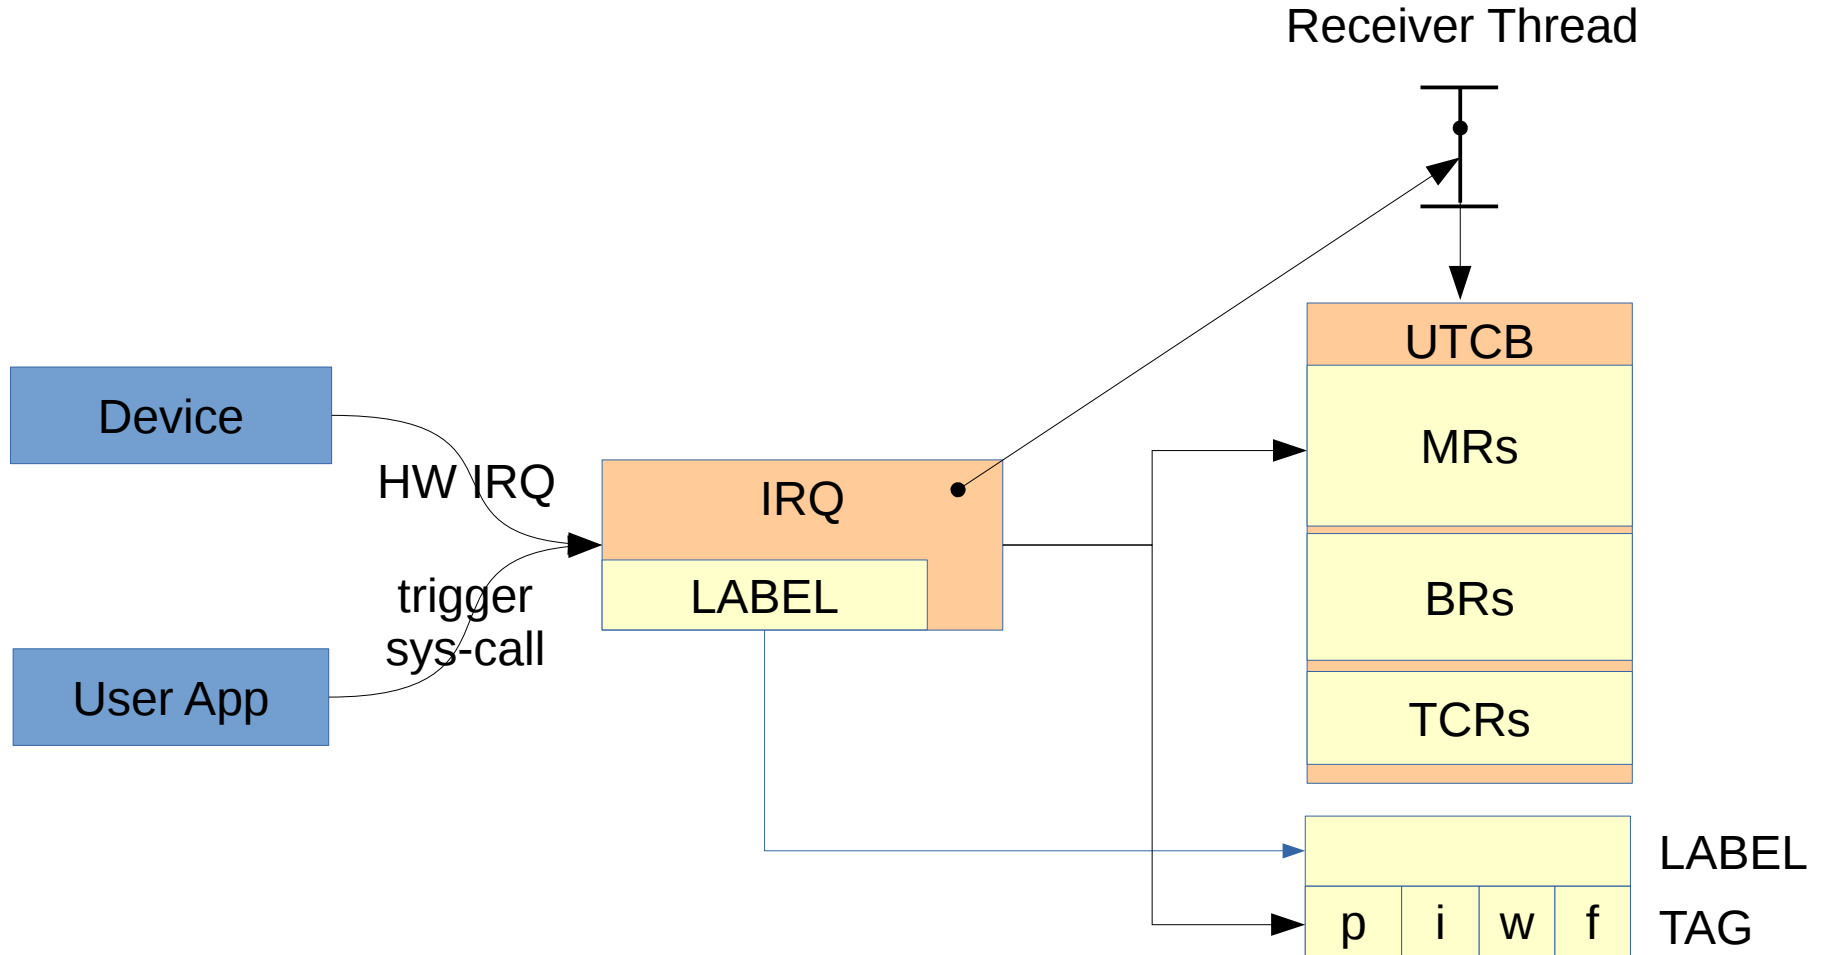 Receiver Thread
UTCB
Device
MRs
HW IRQ
IRQ
trigger
LABEL
BRs
sys-call
User App
TCRs
LABEL
p i w f
TAG